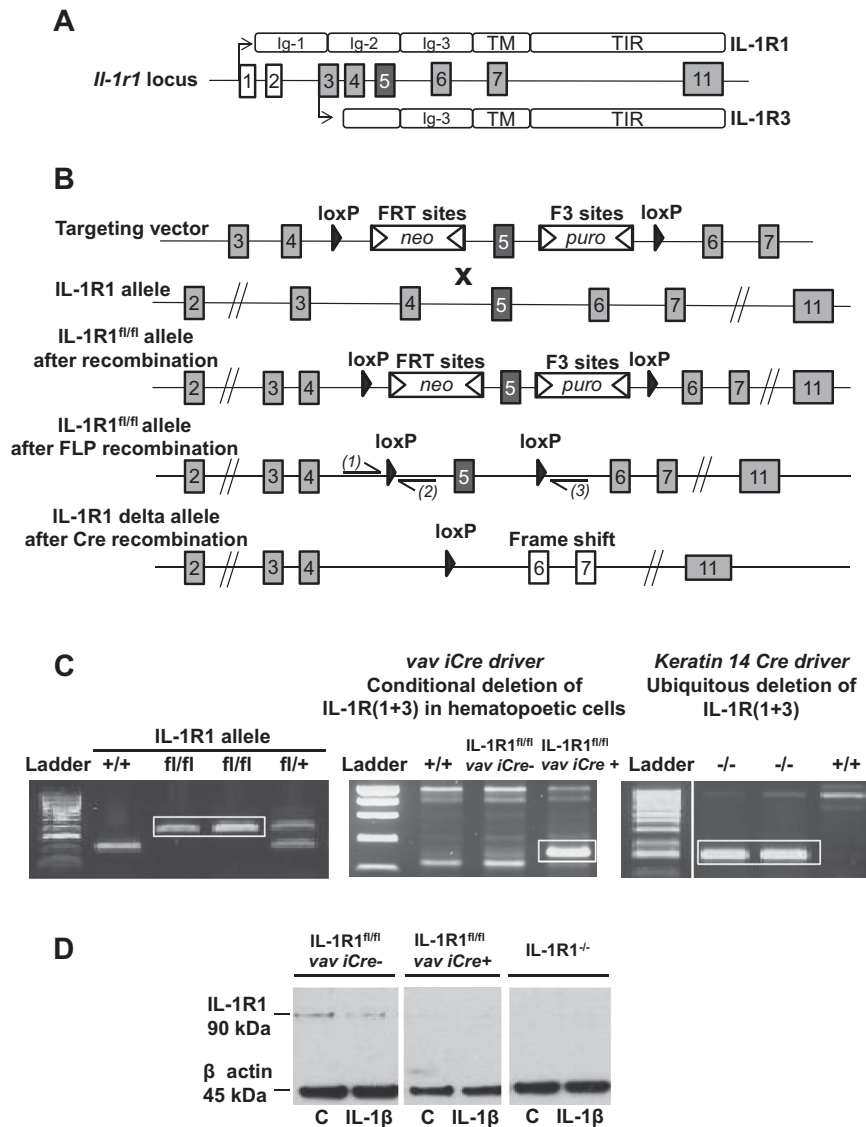 A
Ig-1 Ig-2 Ig-3 TM TIR IL-1R1
Il-1r1 locus 1 2 3 4 5 6 7 11
Ig-3 TM TIR IL-1R3
B
loxP FRT sites F3 sites loxP
Targeting vector 3 4 neo 5 puro 6 7
X
IL-1R1 allele 2 3 4 5 6 7 11
IL-1R1fl/fl allele
after recombination
loxP FRT sites F3 sites loxP
2 3 4 neo 5 puro 6 7 11
IL-1R1fl/fl allele
after FLP recombination
loxP loxP
2 3 4 (1) (2) 5 (3) 6 7 11
IL-1R1 delta allele
after Cre recombination
loxP Frame shift
2 3 4 6 7 11
C
IL-1R1 allele
Ladder +/+ fl/fl fl/fl fl/+
vav iCre driver
Conditional deletion of
IL-1R(1+3) in hematopoetic cells
Ladder +/+ IL-1R1fl/fl vav iCre- IL-1R1fl/fl vav iCre +
Keratin 14 Cre driver
Ubiquitous deletion of
IL-1R(1+3)
Ladder -/- -/- +/+
D
IL-1R1fl/fl vav iCre- IL-1R1fl/fl vav iCre+ IL-1R1-/-
IL-1R1
90 kDa
β actin
45 kDa
C IL-1β C IL-1β C IL-1β